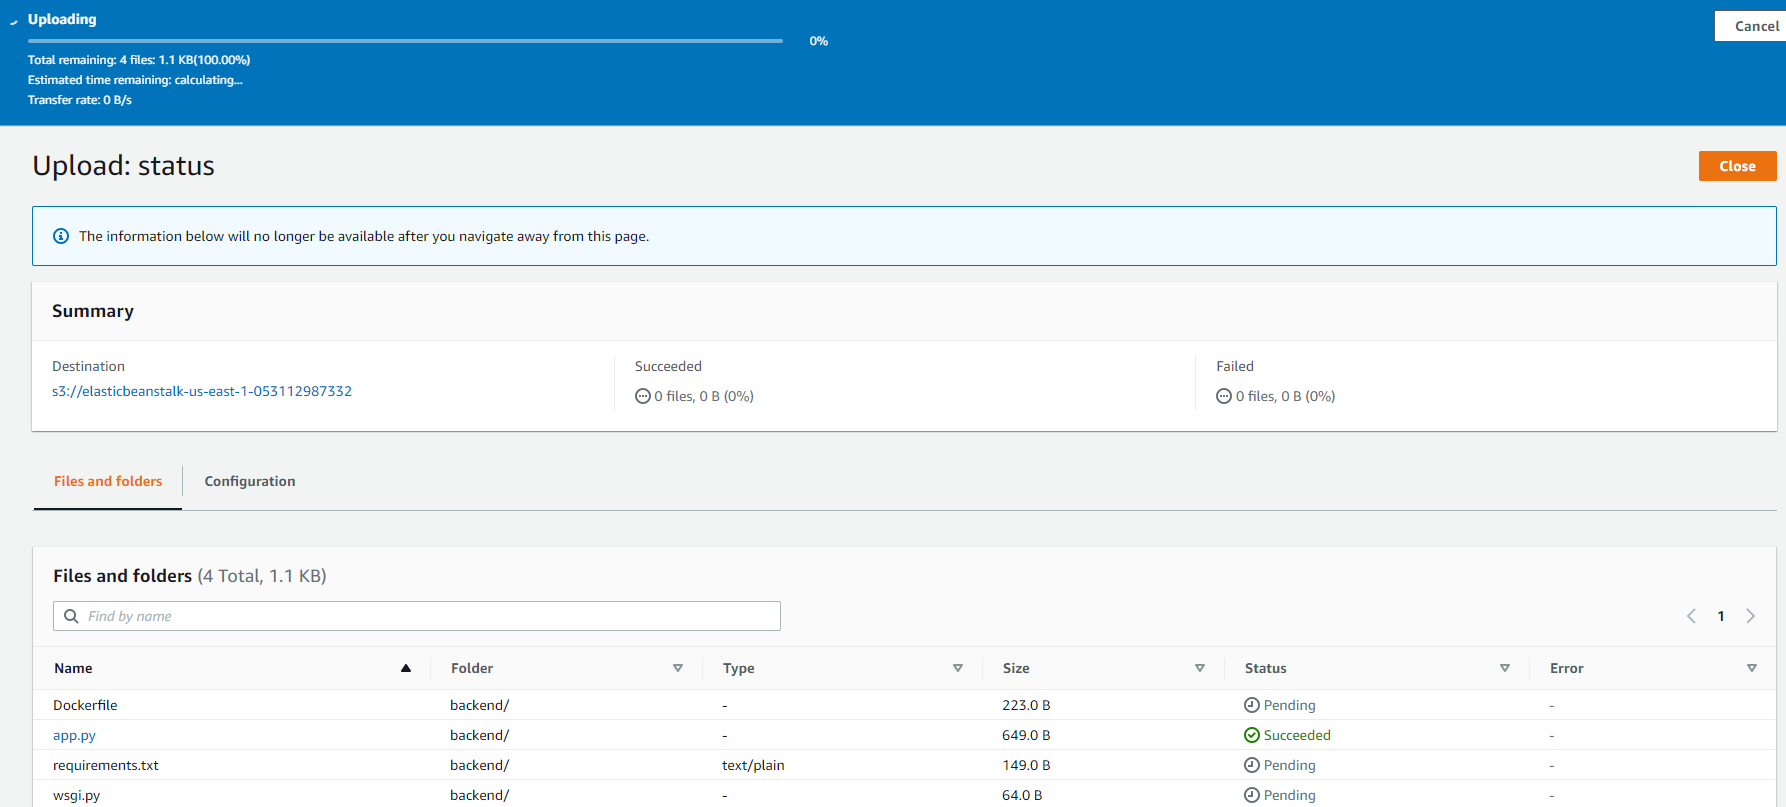 Uploading
0%
Cancel
Total remaining: 4 files: 1.1 KB(100.00%)
Estimated time remaining: calculating...
Transfer rate: 0 B/s
Upload: status
Close
The information below will no longer be available after you navigate away from this page.
Summary
Destination
s3://elasticbeanstalk-us-east-1-053112987332
Succeeded
0 files, 0 B (0%)
Failed
0 files, 0 B (0%)
Files and folders
Configuration
Files and folders (4 Total, 1.1 KB)
Find by name
1
Name Folder Type Size Status Error
Dockerfile backend/ - 223.0 B Pending -
app.py backend/ - 649.0 B Succeeded -
requirements.txt backend/ text/plain 149.0 B Pending -
wsgi.py backend/ - 64.0 B Pending -